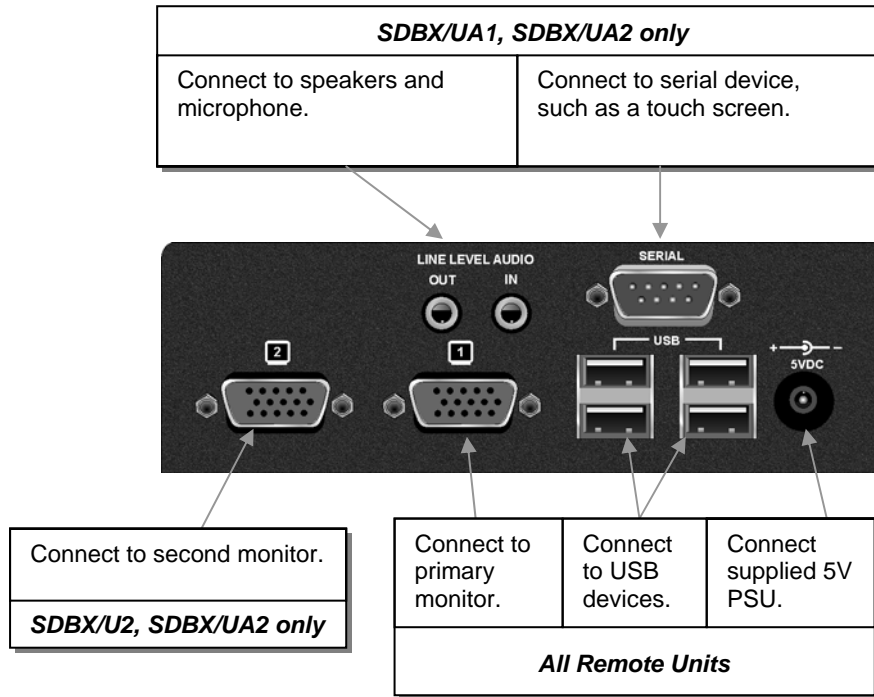 SDBX/UA1, SDBX/UA2 only
Connect to speakers and
microphone.
Connect to serial device,
such as a touch screen.
LINE LEVEL AUDIO
OUT
IN
SERIAL
2
1
USB
+ -
5VDC
Connect to second monitor.
SDBX/U2, SDBX/UA2 only
Connect to
primary
monitor.
Connect
to USB
devices.
Connect
supplied 5V
PSU.
All Remote Units